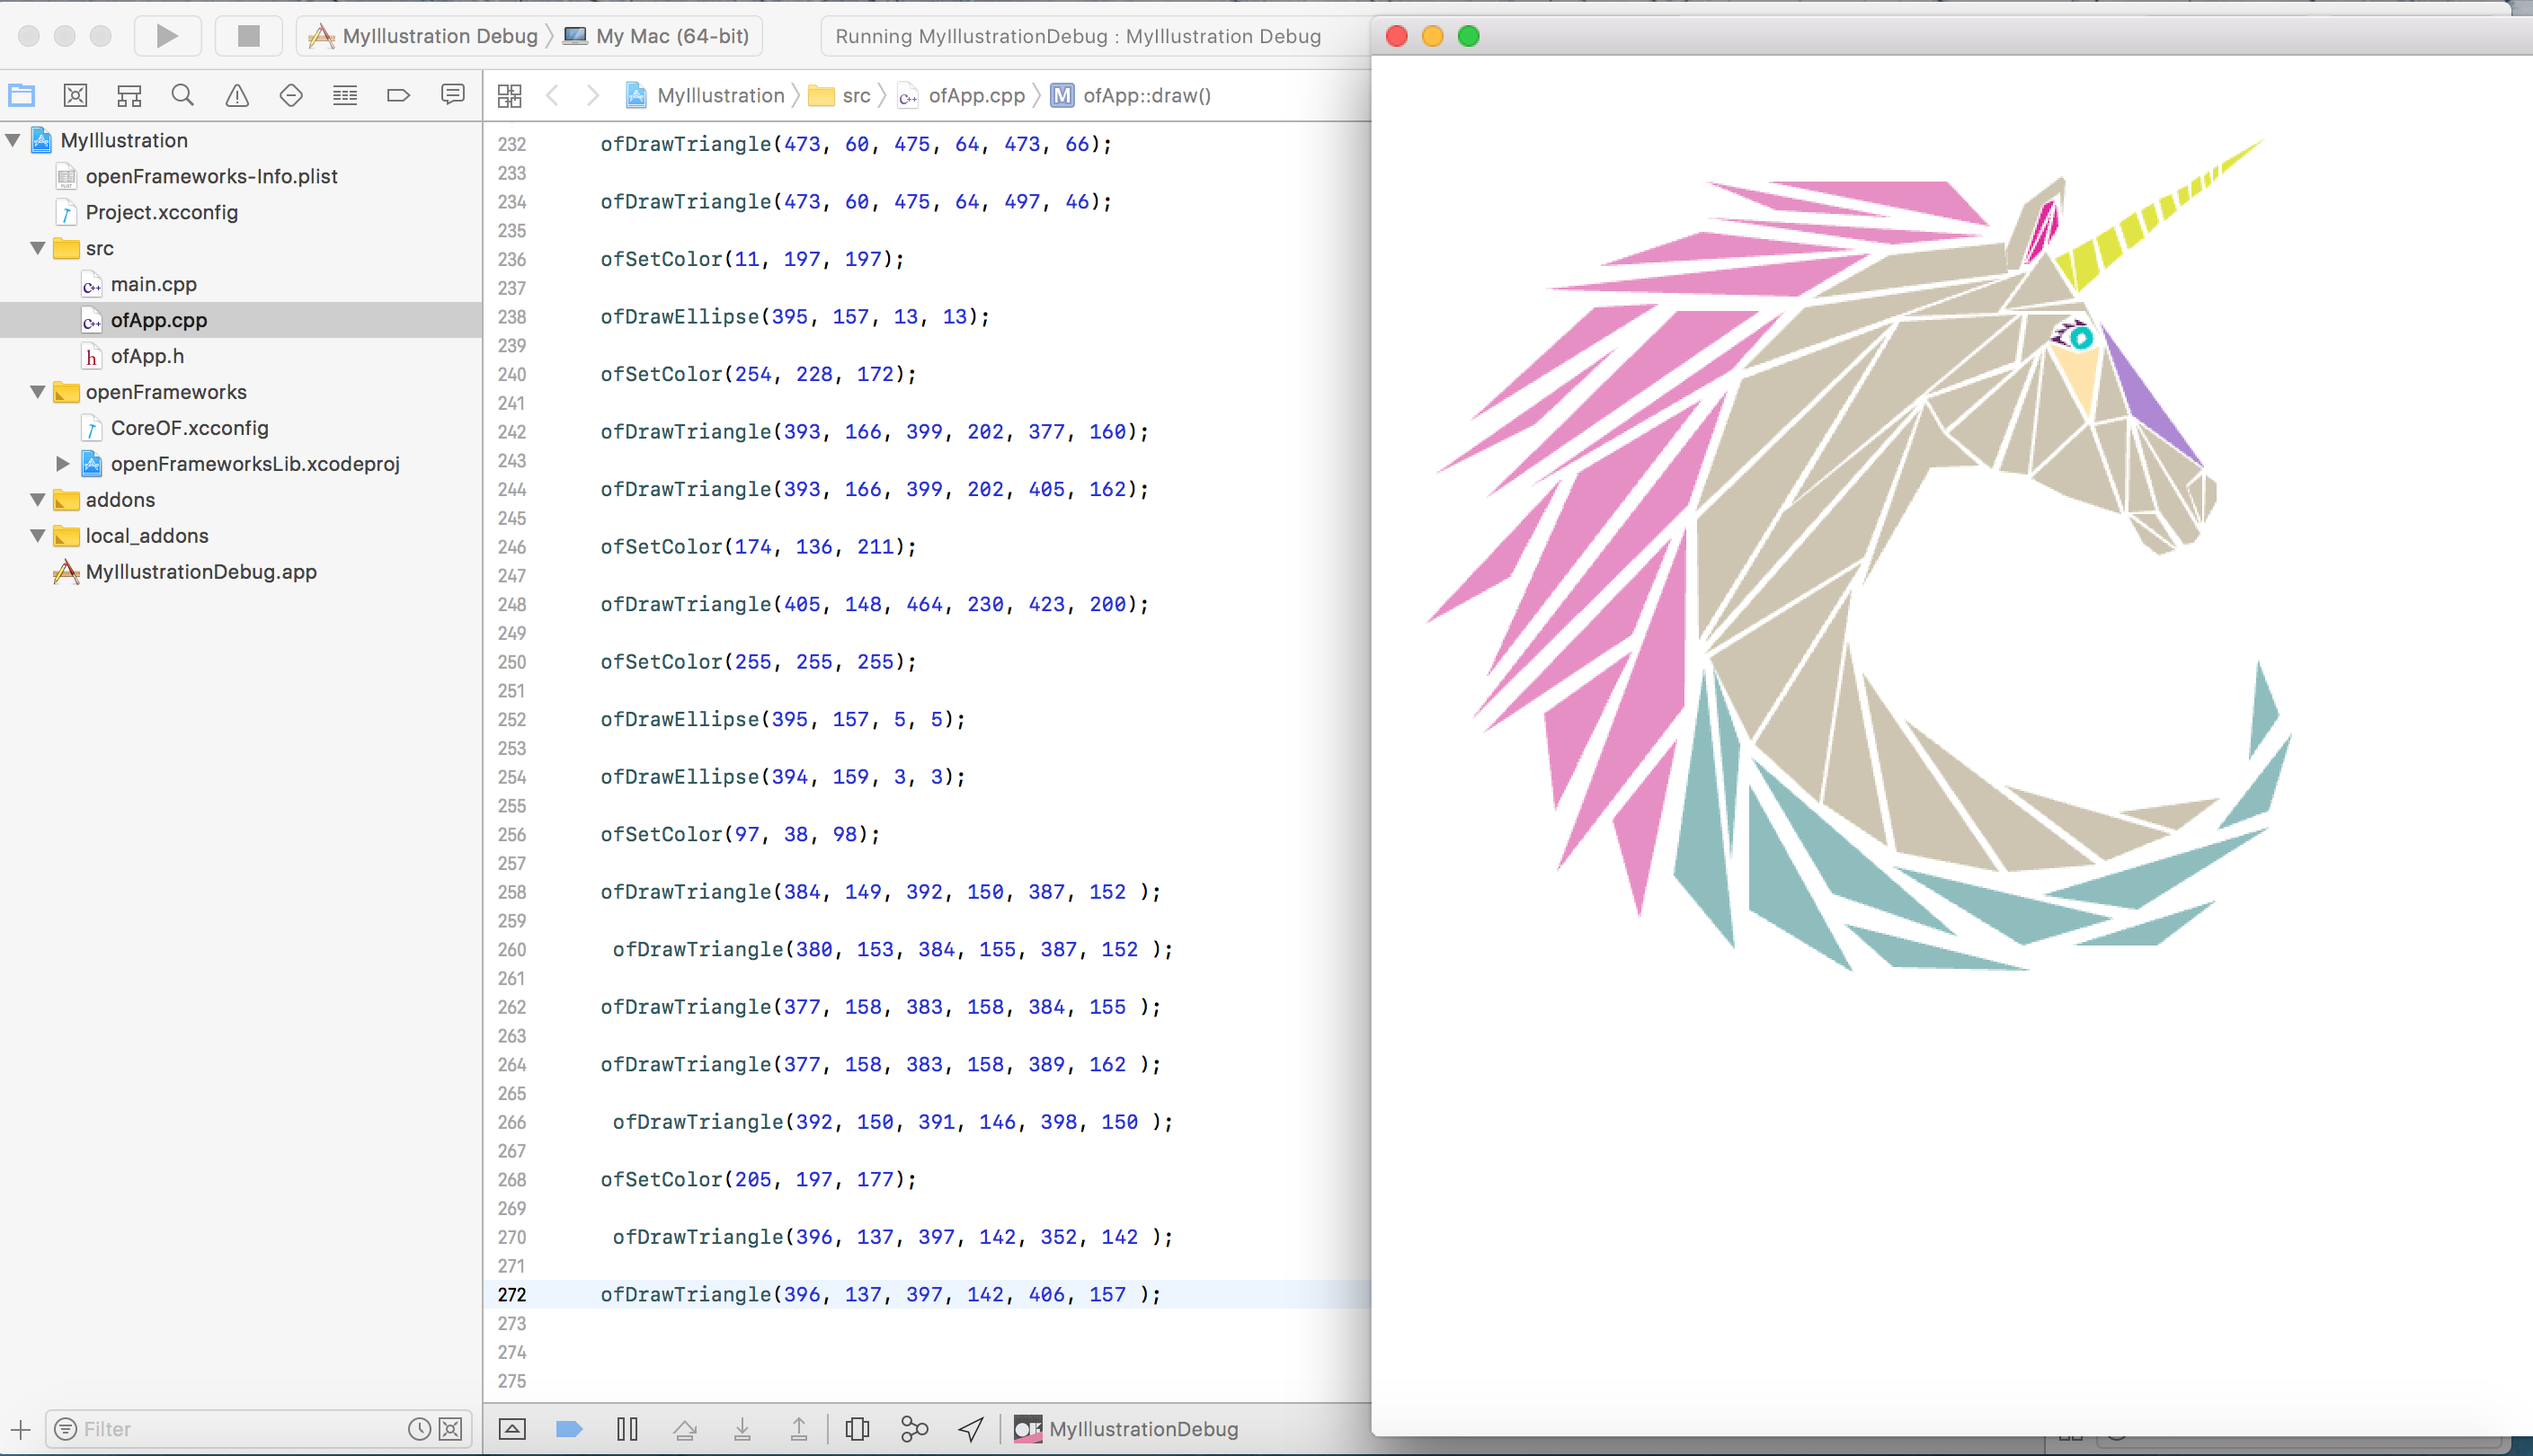 MyIllustration Debug My Mac (64-bit) Running MyIllustrationDebug : MyIllustration Debug
MyIllustration src ofApp.cpp M ofApp::draw()
MyIllustration
openFrameworks-Info.plist
Project.xcconfig
src
main.cpp
ofApp.cpp
h ofApp.h
openFrameworks
CoreOF.xcconfig
openFrameworksLib.xcodeproj
addons
local_addons
MyIllustrationDebug.app
232 ofDrawTriangle(473, 60, 475, 64, 473, 66);
233
234 ofDrawTriangle(473, 60, 475, 64, 497, 46);
235
236 ofSetColor(11, 197, 197);
237
238 ofDrawEllipse(395, 157, 13, 13);
239
240 ofSetColor(254, 228, 172);
241
242 ofDrawTriangle(393, 166, 399, 202, 377, 160);
243
244 ofDrawTriangle(393, 166, 399, 202, 405, 162);
245
246 ofSetColor(174, 136, 211);
247
248 ofDrawTriangle(405, 148, 464, 230, 423, 200);
249
250 ofSetColor(255, 255, 255);
251
252 ofDrawEllipse(395, 157, 5, 5);
253
254 ofDrawEllipse(394, 159, 3, 3);
255
256 ofSetColor(97, 38, 98);
257
258 ofDrawTriangle(384, 149, 392, 150, 387, 152 );
259
260 ofDrawTriangle(380, 153, 384, 155, 387, 152 );
261
262 ofDrawTriangle(377, 158, 383, 158, 384, 155 );
263
264 ofDrawTriangle(377, 158, 383, 158, 389, 162 );
265
266 ofDrawTriangle(392, 150, 391, 146, 398, 150 );
267
268 ofSetColor(205, 197, 177);
269
270 ofDrawTriangle(396, 137, 397, 142, 352, 142 );
271
272 ofDrawTriangle(396, 137, 397, 142, 406, 157 );
273
274
275
Filter
MyIllustrationDebug